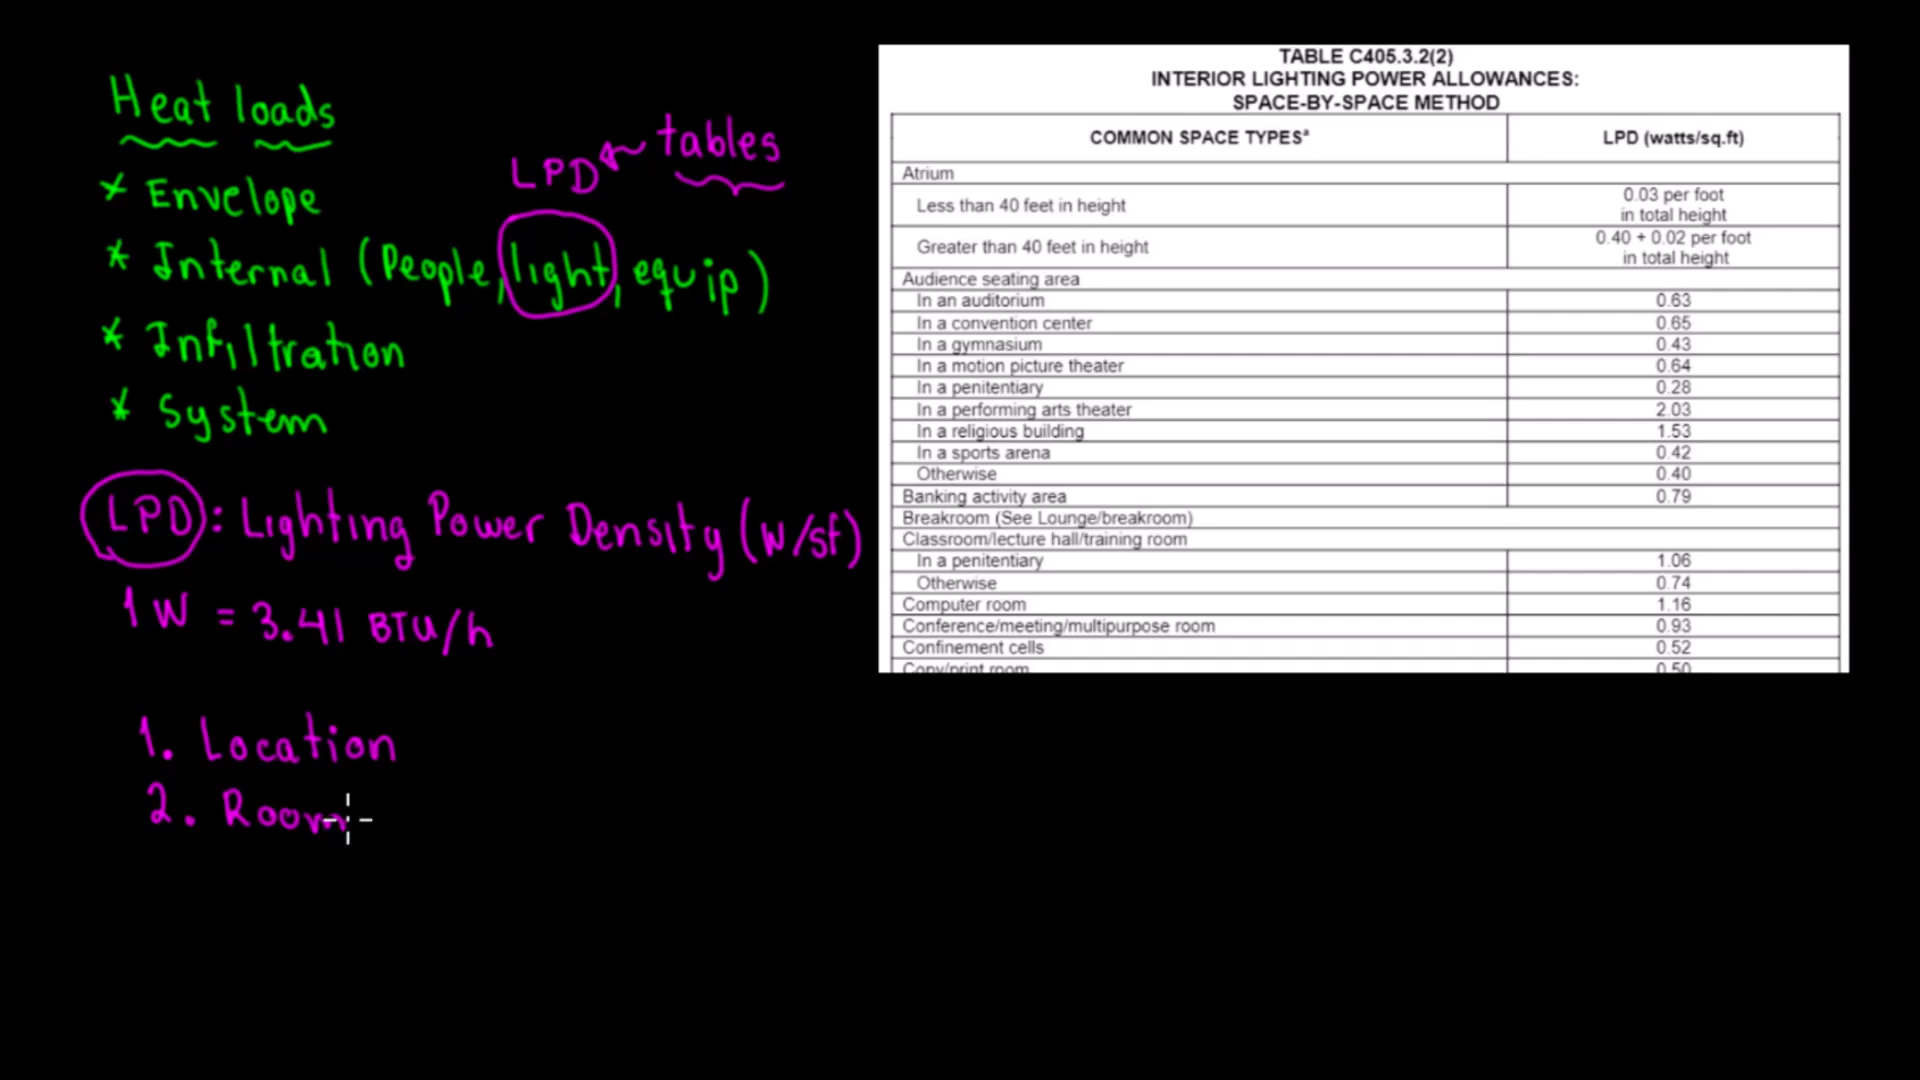 Heat loads
* Envelope
* Internal (People, light, equip)
* Infiltration
* System
LPD ← tables
LPD: Lighting Power Density (W/sf)
1 W = 3.41 BTU/h
1. Location
2. Room
TABLE C405.3.2(2)
INTERIOR LIGHTING POWER ALLOWANCES:
SPACE-BY-SPACE METHOD
COMMON SPACE TYPESª LPD (watts/sq.ft)
Atrium
Less than 40 feet in height 0.03 per foot
in total height
Greater than 40 feet in height 0.40 + 0.02 per foot
in total height
Audience seating area
In an auditorium 0.63
In a convention center 0.65
In a gymnasium 0.43
In a motion picture theater 0.64
In a penitentiary 0.28
In a performing arts theater 2.03
In a religious building 1.53
In a sports arena 0.42
Otherwise 0.40
Banking activity area 0.79
Breakroom (See Lounge/breakroom)
Classroom/lecture hall/training room
In a penitentiary 1.06
Otherwise 0.74
Computer room 1.16
Conference/meeting/multipurpose room 0.93
Confinement cells 0.52
Copy/print room 0.50